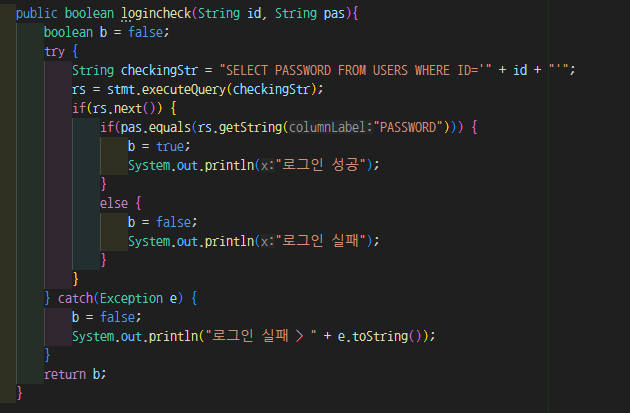 public boolean logincheck(String id, String pas){
boolean b = false;
try {
String checkingStr = "SELECT PASSWORD FROM USERS WHERE ID='" + id + "'";
rs = stmt.executeQuery(checkingStr);
if(rs.next()) {
if(pas.equals(rs.getString(columnLabel:"PASSWORD"))) {
b = true;
System.out.println(x:"로그인 성공");
}
else {
b = false;
System.out.println(x:"로그인 실패");
}
}
} catch(Exception e) {
b = false;
System.out.println("로그인 실패 > " + e.toString());
}
return b;
}